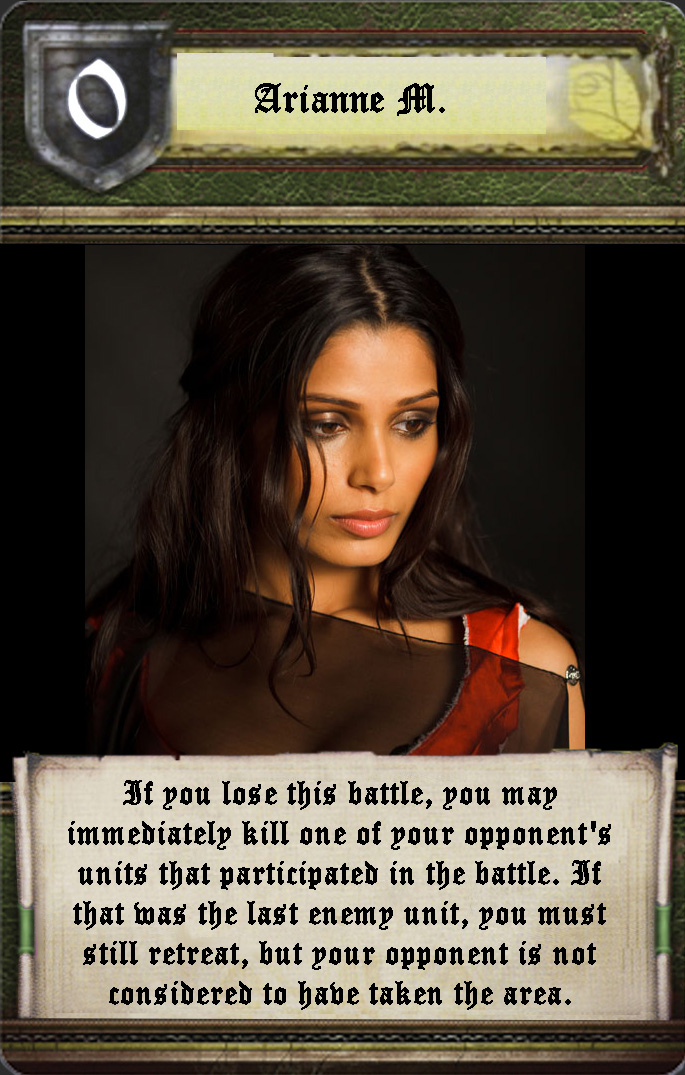 0
Arianne M.
If you lose this battle, you may
immediately kill one of your opponent's
units that participated in the battle. If
that was the last enemy unit, you must
still retreat, but your opponent is not
considered to have taken the area.